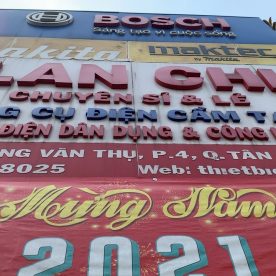 BOSCH
Sáng tạo vì cuộc sống
makita
maktec
by Makita
LAN CH
CHUYÊN SỈ & LẺ
CỤ ĐIỆN CẦM TA
ĐIỆN DÂN DỤNG & CÔNG
NG VĂN THỤ, P.4, Q.TÂN
8025 Web: thietbi
Mừng Năm
2021